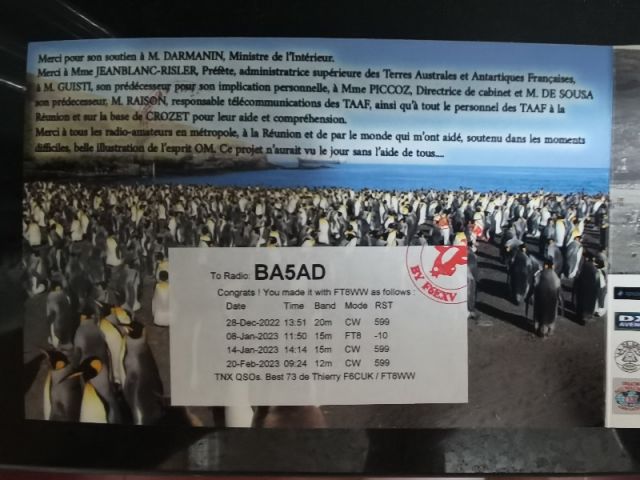 Merci pour son soutien à M. DARMANIN, Ministre de l'Intérieur.
Merci à Mme JEANBLANC-RISLER, Préfète, administratrice supérieure des Terres Australes et Antartiques Françaises,
à M. GUISTI, son prédécesseur pour son implication personnelle, à Mme PICCOZ, Directrice de cabinet et M. DE SOUSA
son prédecesseur, M. RAISON, responsable télécommunications des TAAF, ainsi qu'à tout le personnel des TAAF à la
Réunion et sur la base de CROZET pour leur aide et compréhension.
Merci à tous les radio-amateurs en métropole, à la Réunion et de par le monde qui m'ont aidé, soutenu dans les moments
difficiles, belle illustration de l'esprit OM. Ce projet n'aurait vu le jour sans l'aide de tous....
To Radio: BA5AD
Congrats ! You made it with FT8WW as follows :
Date Time Band Mode RST
28-Dec-2022 13:51 20m CW 599
08-Jan-2023 11:50 15m FT8 -10
14-Jan-2023 14:14 15m CW 599
20-Feb-2023 09:24 12m CW 599
TNX QSOs. Best 73 de Thierry F6CUK / FT8WW
BY F6EXV
DX